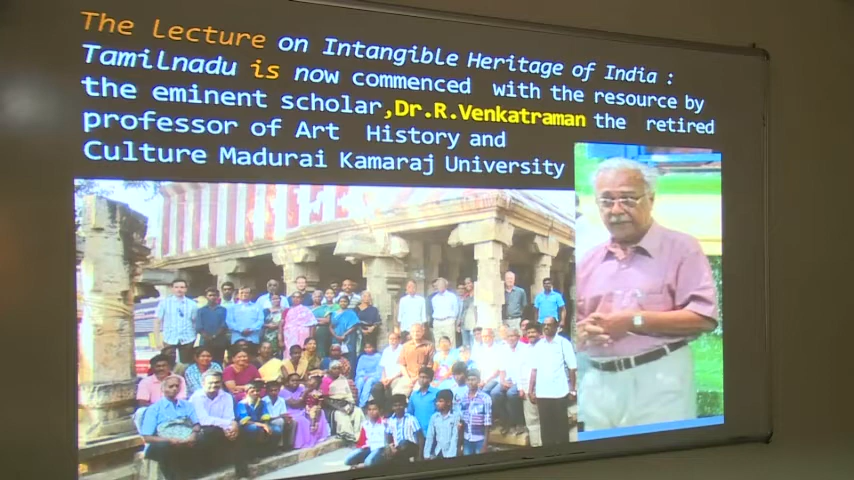 The Lecture on Intangible Heritage of India :
Tamilnadu is now commenced with the resource by
the eminent scholar,Dr.R.Venkatraman the retired
professor of Art History and
Culture Madurai Kamaraj University